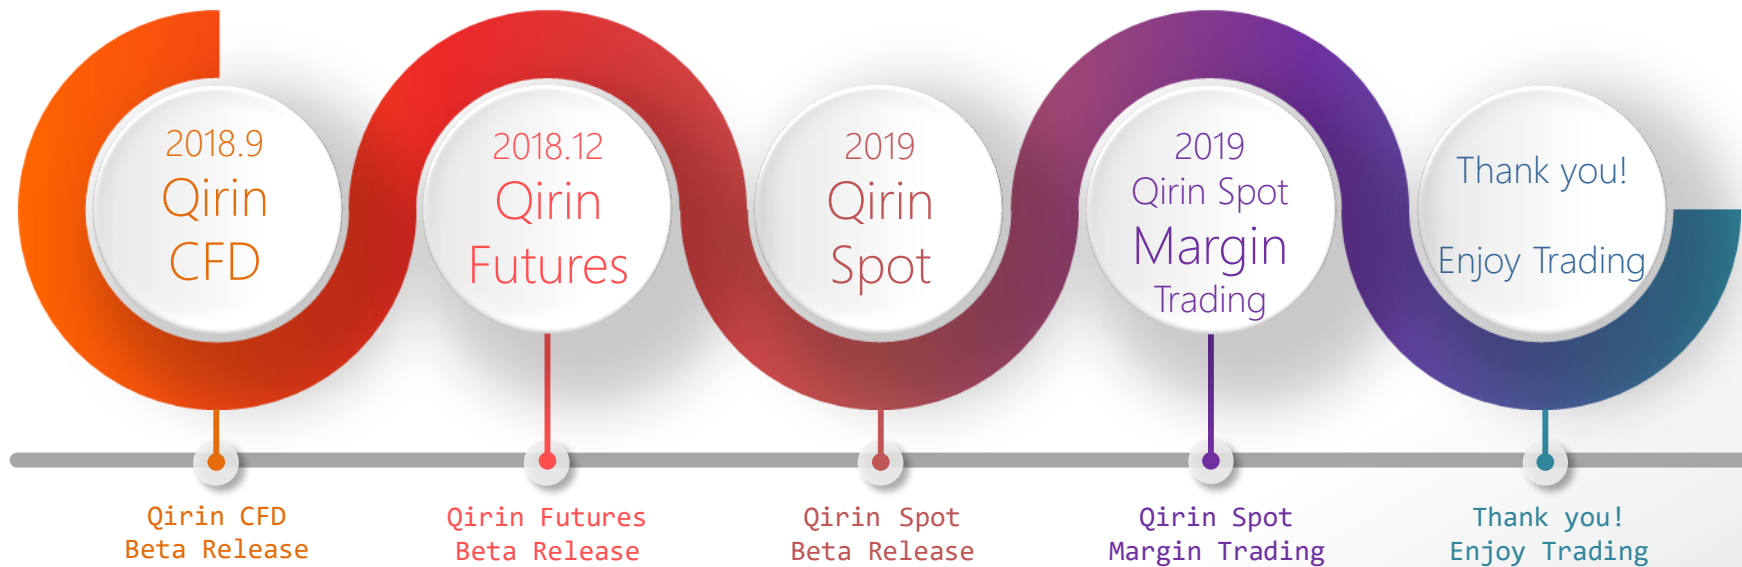 2018.9
Qirin
CFD
2018.12
Qirin
Futures
2019
Qirin
Spot
2019
Qirin Spot
Margin
Trading
Thank you!
Enjoy Trading
Qirin CFD
Beta Release
Qirin Futures
Beta Release
Qirin Spot
Beta Release
Qirin Spot
Margin Trading
Thank you!
Enjoy Trading